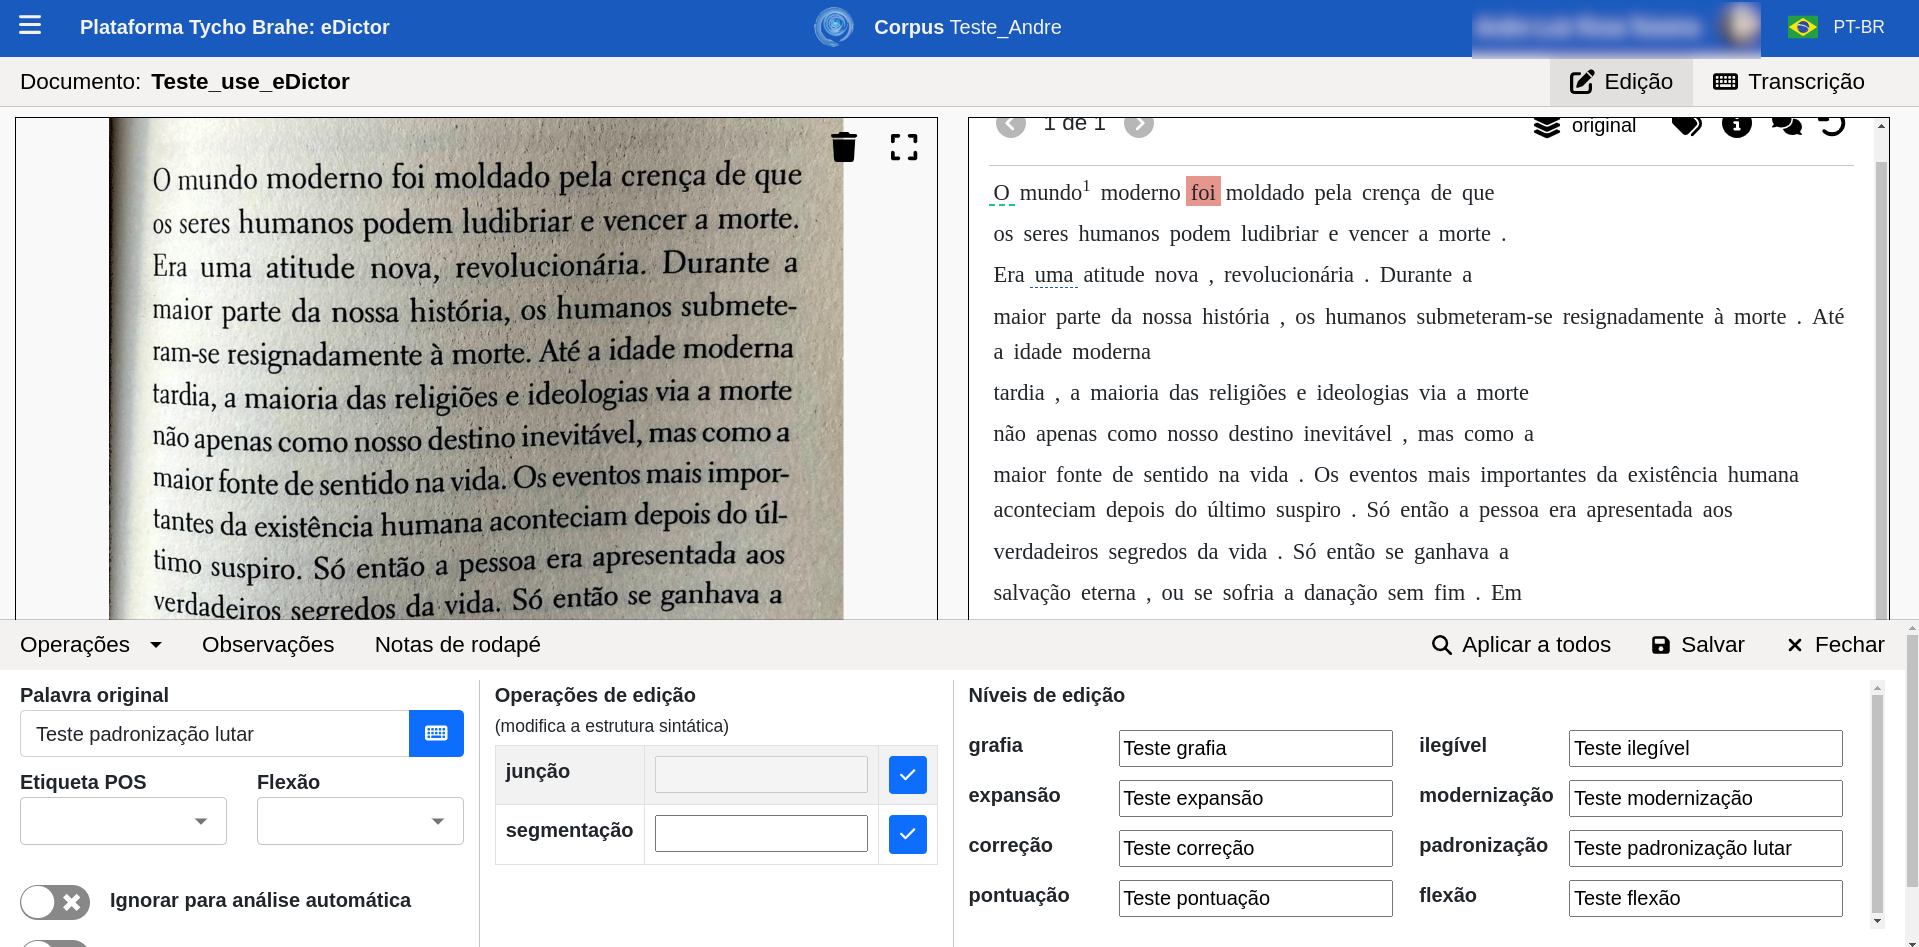 Plataforma Tycho Brahe: eDictor
Corpus Teste_Andre
PT-BR
Documento: Teste_use_eDictor
Edição
Transcrição
O mundo moderno foi moldado pela crença de que
os seres humanos podem ludibriar e vencer a morte.
Era uma atitude nova, revolucionária. Durante a
maior parte da nossa história, os humanos submete-
ram-se resignadamente à morte. Até a idade moderna
tardia, a maioria das religiões e ideologias via a morte
não apenas como nosso destino inevitável, mas como a
maior fonte de sentido na vida. Os eventos mais impor-
tantes da existência humana aconteciam depois do úl-
timo suspiro. Só então a pessoa era apresentada aos
verdadeiros segredos da vida. Só então se ganhava a
1 de 1
original
O mundo1 moderno foi moldado pela crença de que
os seres humanos podem ludibriar e vencer a morte .
Era uma atitude nova , revolucionária . Durante a
maior parte da nossa história , os humanos submeteram-se resignadamente à morte . Até
a idade moderna
tardia , a maioria das religiões e ideologias via a morte
não apenas como nosso destino inevitável , mas como a
maior fonte de sentido na vida . Os eventos mais importantes da existência humana
aconteciam depois do último suspiro . Só então a pessoa era apresentada aos
verdadeiros segredos da vida . Só então se ganhava a
salvação eterna , ou se sofria a danação sem fim . Em
Operações
Observações
Notas de rodapé
Aplicar a todos
Salvar
Fechar
Palavra original
Teste padronização lutar
Etiqueta POS
Flexão
Ignorar para análise automática
Operações de edição
(modifica a estrutura sintática)
junção
segmentação
Níveis de edição
grafia
Teste grafia
ilegível
Teste ilegível
expansão
Teste expansão
modernização
Teste modernização
correção
Teste correção
padronização
Teste padronização lutar
pontuação
Teste pontuação
flexão
Teste flexão